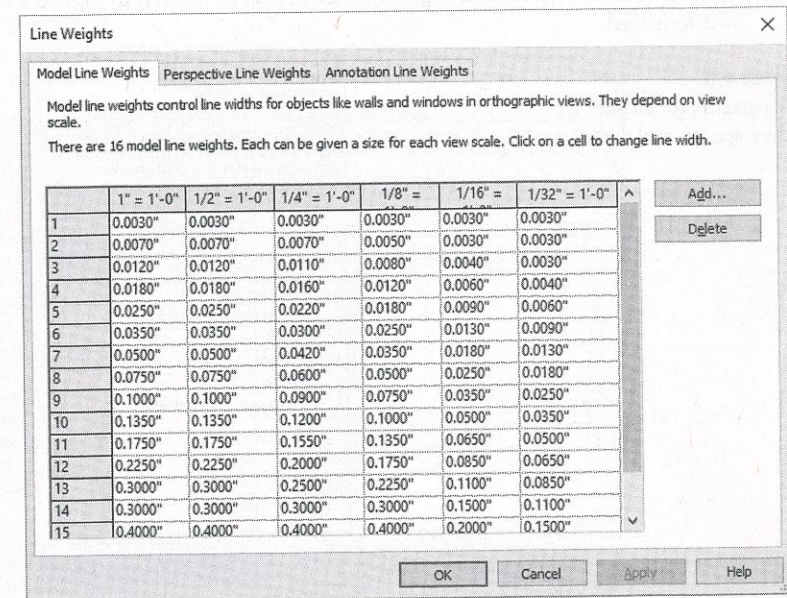 Line Weights
Model Line Weights Perspective Line Weights Annotation Line Weights
Model line weights control line widths for objects like walls and windows in orthographic views. They depend on view
scale.
There are 16 model line weights. Each can be given a size for each view scale. Click on a cell to change line width.
1" = 1'-0" 1/2" = 1'-0" 1/4" = 1'-0" 1/8" = 1/16" = 1/32" = 1'-0"
1 0.0030" 0.0030" 0.0030" 0.0030" 0.0030" 0.0030"
2 0.0070" 0.0070" 0.0070" 0.0050" 0.0030" 0.0030"
3 0.0120" 0.0120" 0.0110" 0.0080" 0.0040" 0.0030"
4 0.0180" 0.0180" 0.0160" 0.0120" 0.0060" 0.0040"
5 0.0250" 0.0250" 0.0220" 0.0180" 0.0090" 0.0060"
6 0.0350" 0.0350" 0.0300" 0.0250" 0.0130" 0.0090"
7 0.0500" 0.0500" 0.0420" 0.0350" 0.0180" 0.0130"
8 0.0750" 0.0750" 0.0600" 0.0500" 0.0250" 0.0180"
9 0.1000" 0.1000" 0.0900" 0.0750" 0.0350" 0.0250"
10 0.1350" 0.1350" 0.1200" 0.1000" 0.0500" 0.0350"
11 0.1750" 0.1750" 0.1550" 0.1350" 0.0650" 0.0500"
12 0.2250" 0.2250" 0.2000" 0.1750" 0.0850" 0.0650"
13 0.3000" 0.3000" 0.2500" 0.2250" 0.1100" 0.0850"
14 0.3000" 0.3000" 0.3000" 0.3000" 0.1500" 0.1100"
15 0.4000" 0.4000" 0.4000" 0.4000" 0.2000" 0.1500"
Add...
Delete
OK Cancel Apply Help